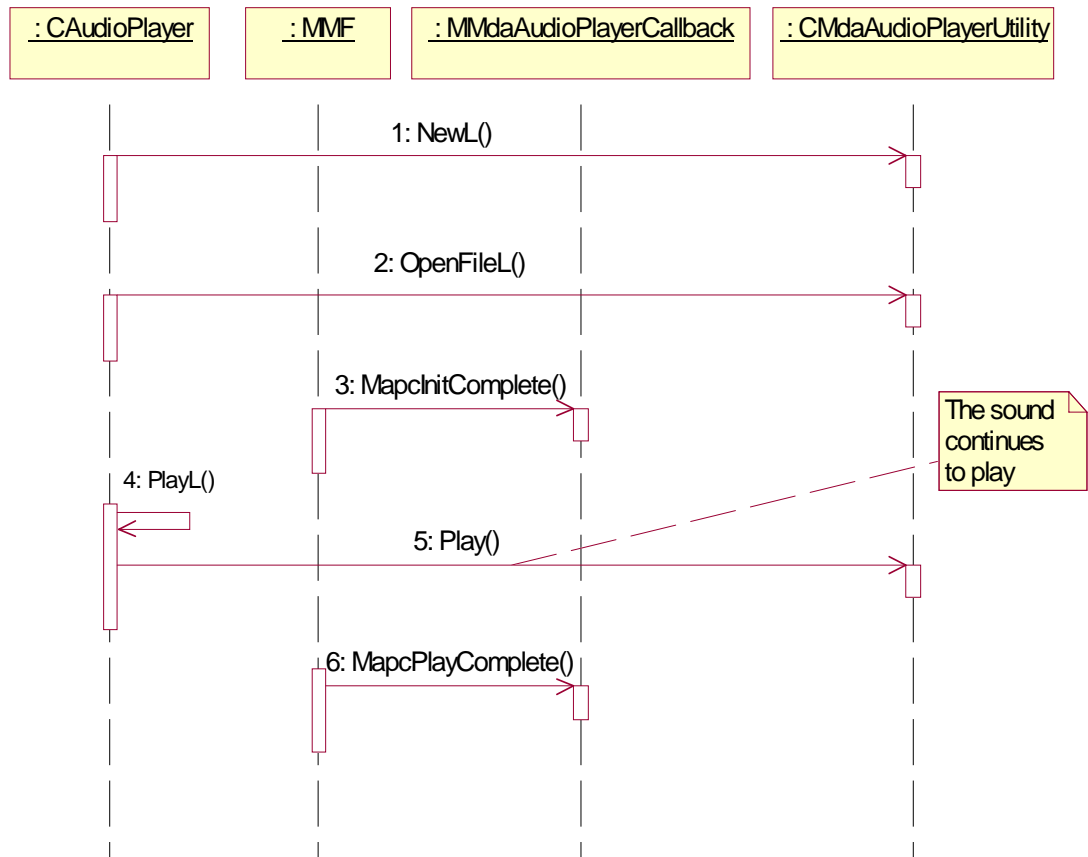 : CAudioPlayer
: MMF
: MMdaAudioPlayerCallback
: CMdaAudioPlayerUtility
1: NewL()
2: OpenFileL()
3: MapcInitComplete()
The sound
continues
to play
4: PlayL()
5: Play()
6: MapcPlayComplete()